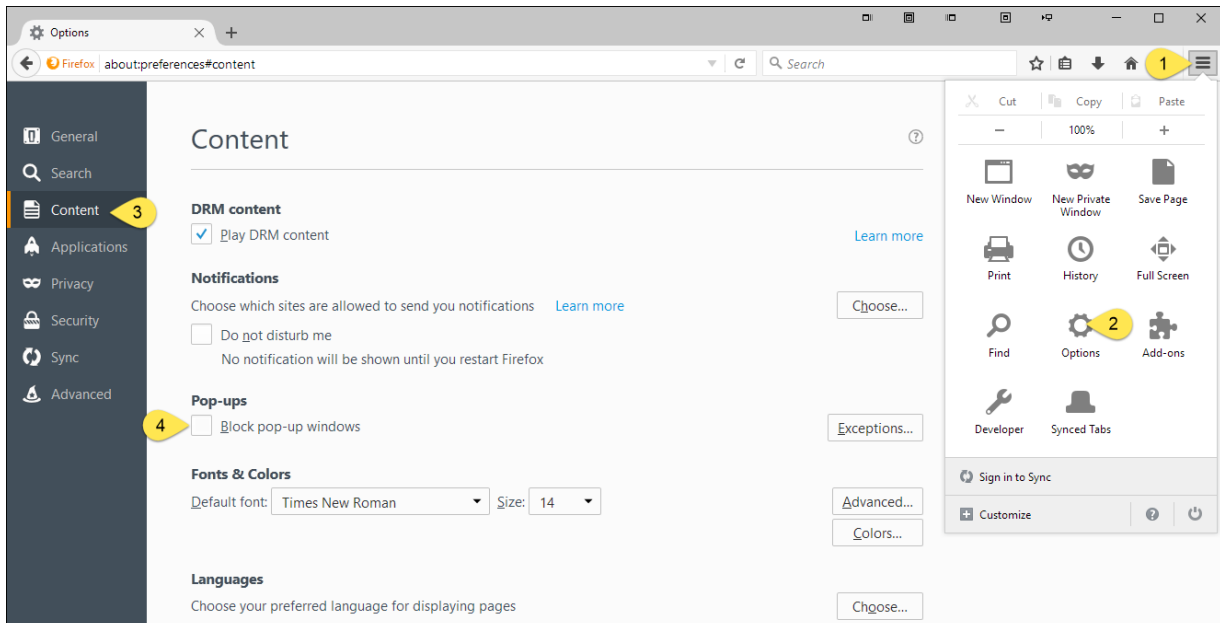 Options
Firefox about:preferences#content
Search
1
Cut Copy Paste
100%
New Window New Private Window Save Page
Print History Full Screen
Find Options Add-ons
2
Developer Synced Tabs
Sign in to Sync
Customize
General
Search
Content
3
Applications
Privacy
Security
Sync
Advanced
Content
DRM content
Play DRM content Learn more
Notifications
Choose which sites are allowed to send you notifications Learn more Choose...
Do not disturb me
No notification will be shown until you restart Firefox
Pop-ups
4 Block pop-up windows Exceptions...
Fonts & Colors
Default font: Times New Roman Size: 14 Advanced...
Colors...
Languages
Choose your preferred language for displaying pages Choose...